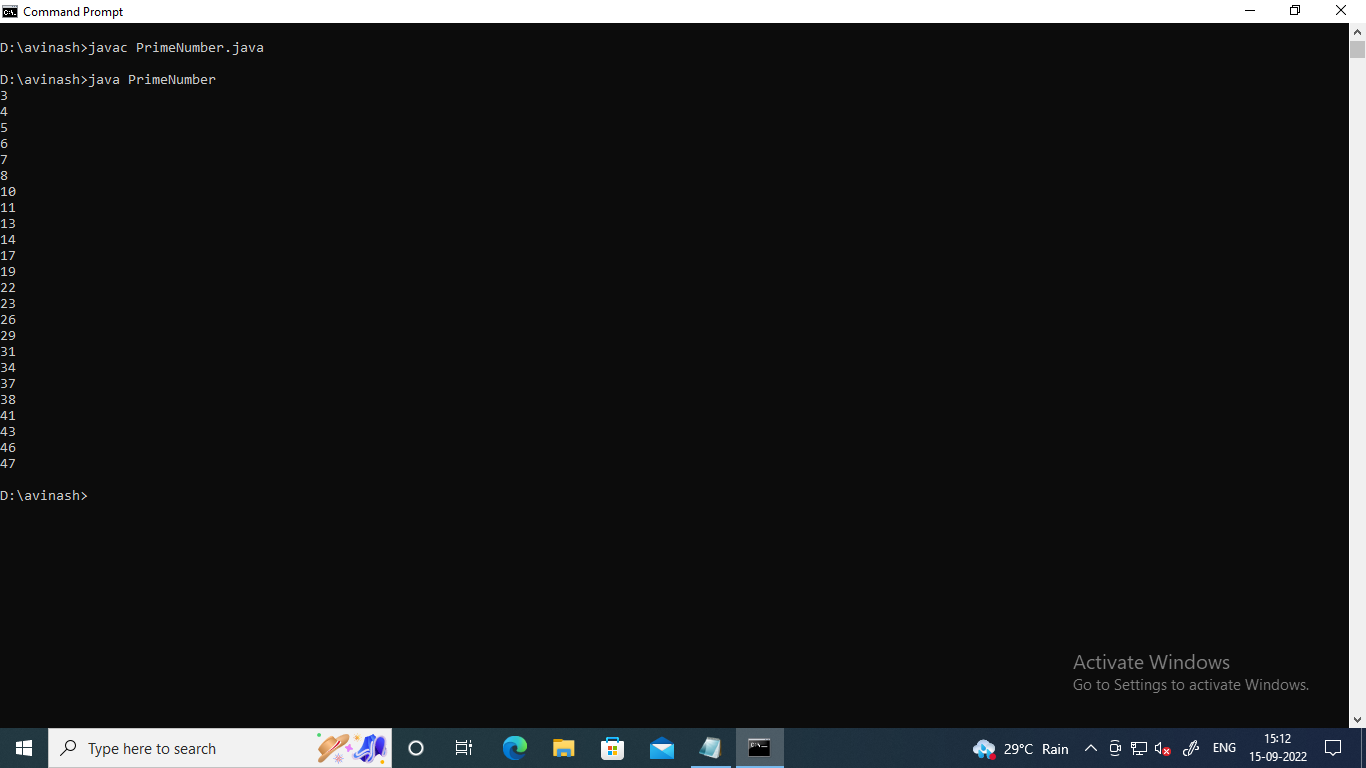 Command Prompt
D:\avinash>javac PrimeNumber.java
D:\avinash>java PrimeNumber
3
4
5
6
7
8
10
11
13
14
17
19
22
23
26
29
31
34
37
38
41
43
46
47
D:\avinash>
Activate Windows
Go to Settings to activate Windows.
Type here to search
29°C Rain
ENG
15:12
15-09-2022